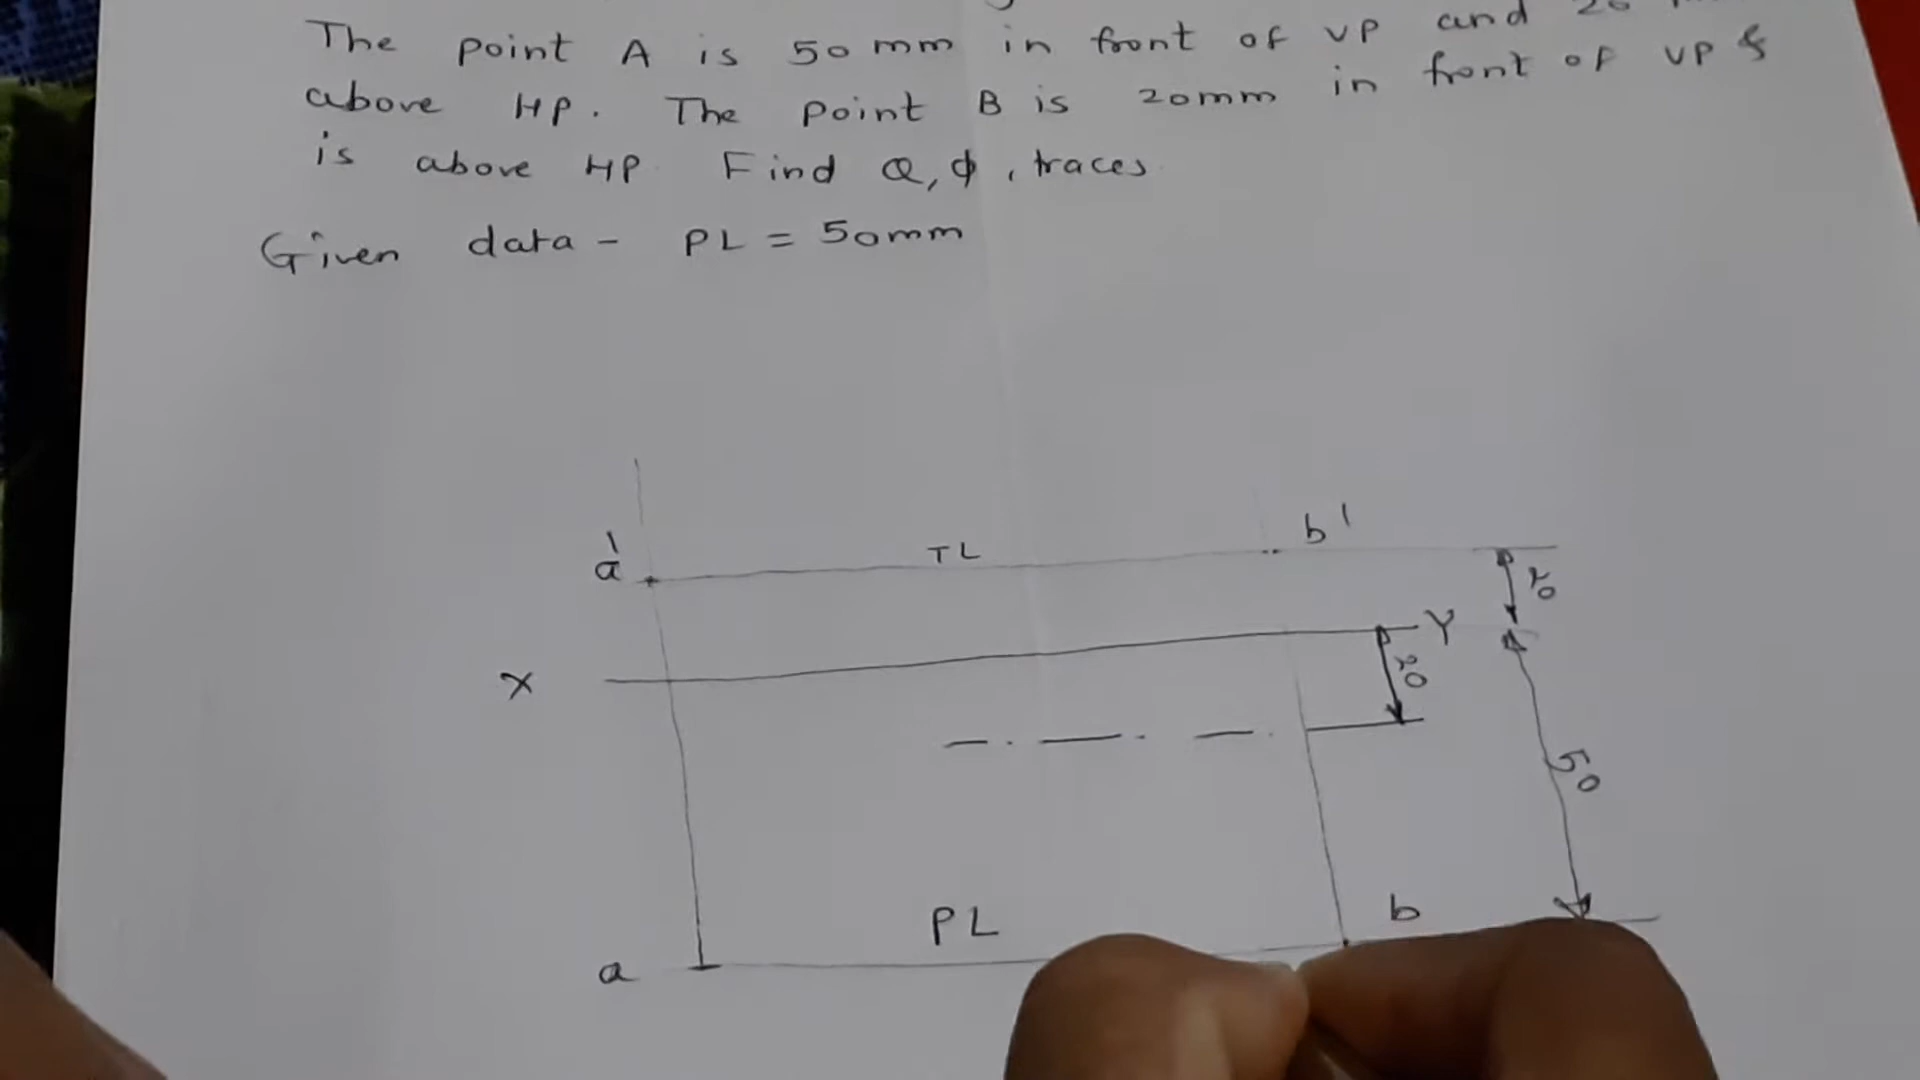 The point A is 50 mm in front of VP and 20
above HP. The point B is 20mm in front of VP &
is above HP. Find θ, ϕ, traces
Given data - PL = 50mm
a'
TL
b'
20
X
Y
20
50
PL
b
a